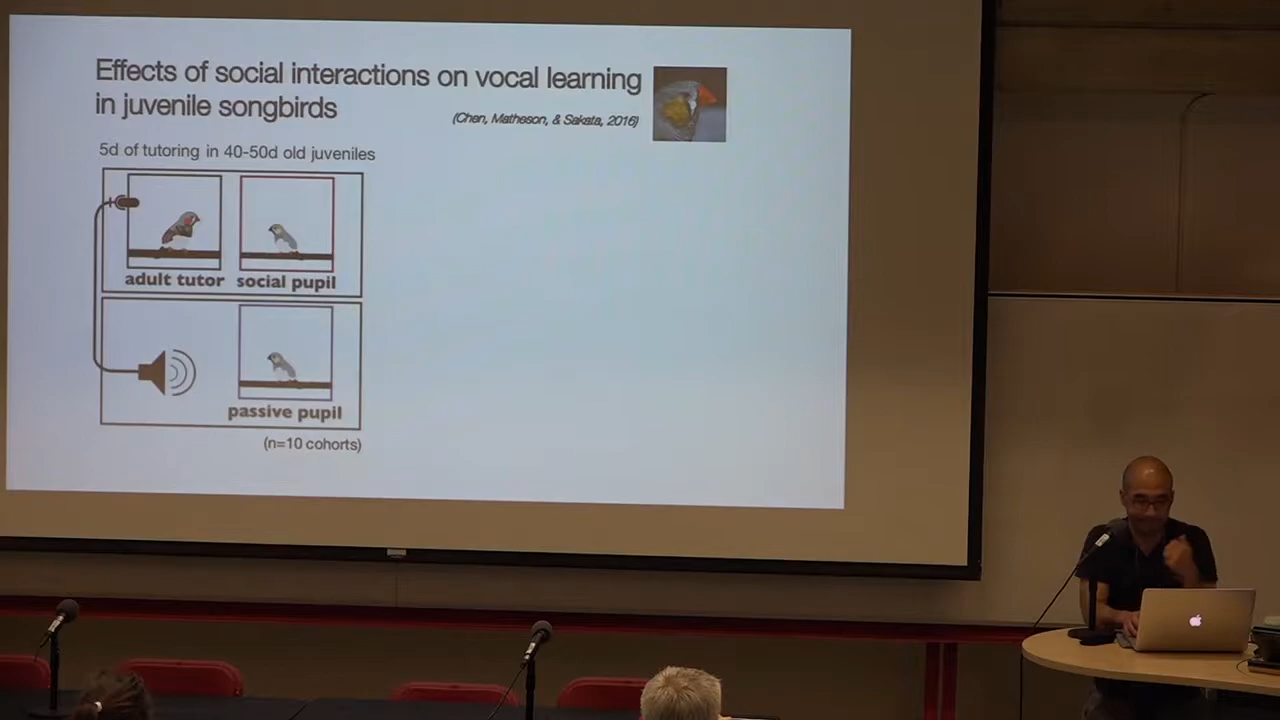 Effects of social interactions on vocal learning
in juvenile songbirds
(Chen, Matheson, & Sakata, 2016)
5d of tutoring in 40-50d old juveniles
adult tutor social pupil
passive pupil
(n=10 cohorts)